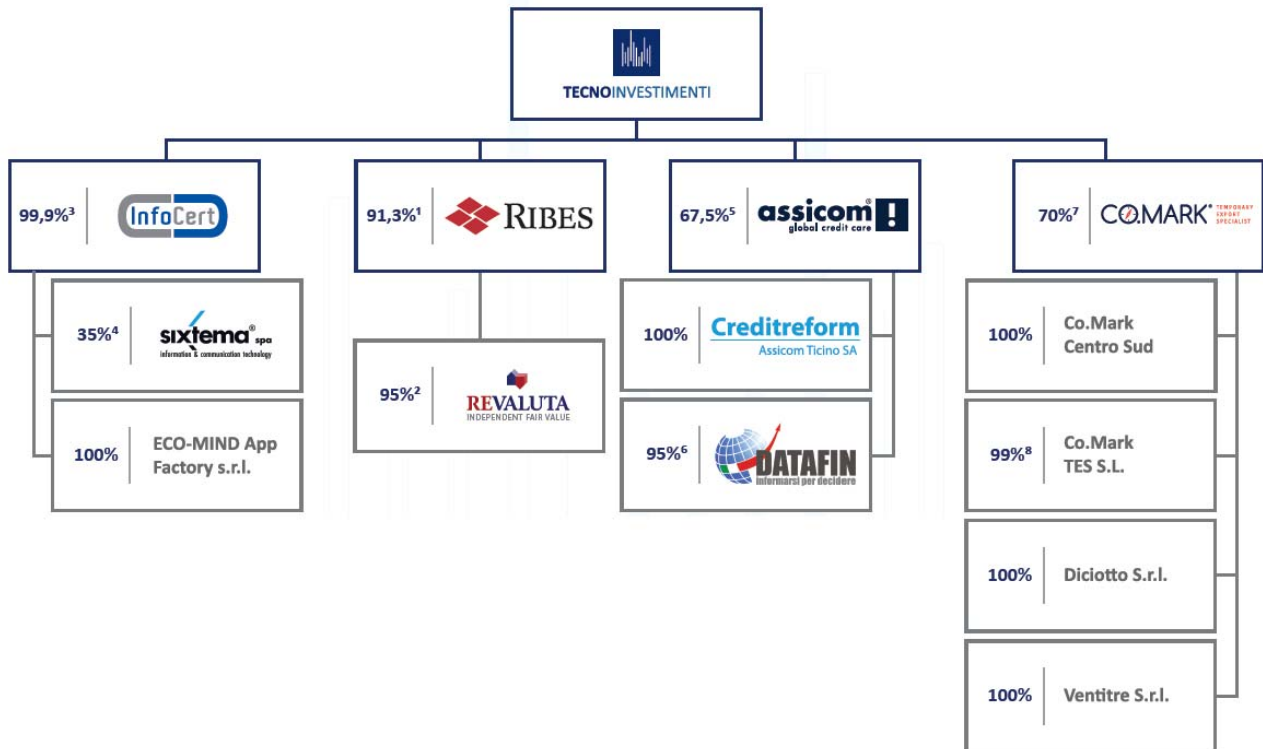 TECNOINVESTIMENTI
99,9%³
InfoCert
91,3%¹
RIBES
67,5%⁵
assicom®!
global credit care
70%⁷
CO.MARK®
TEMPORARY
EXPORT
SPECIALIST
35%⁴
sixtema® spa
information & communication technology
100%
ECO-MIND App
Factory s.r.l.
95%²
REVALUTA
INDEPENDENT FAIR VALUE
100%
Creditreform
Assicom Ticino SA
95%⁶
DATAFIN
informarsi per decidere
100%
Co.Mark
Centro Sud
99%⁸
Co.Mark
TES S.L.
100%
Diciotto S.r.l.
100%
Ventitre S.r.l.